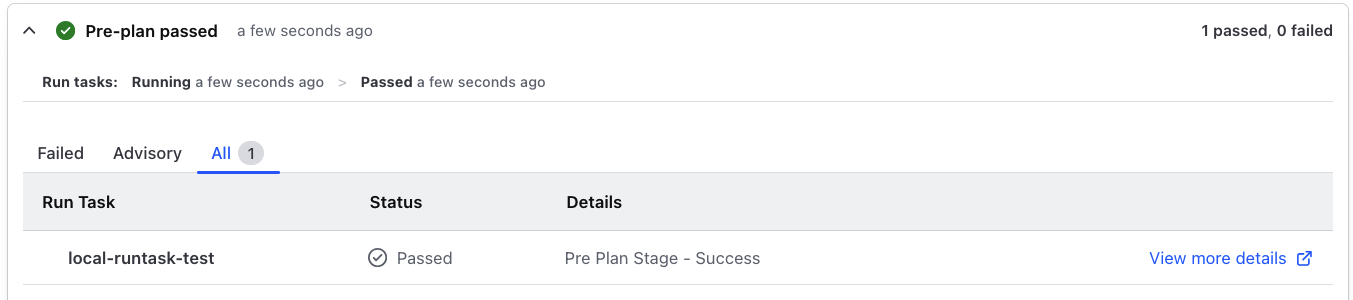 Pre-plan passed a few seconds ago 1 passed, 0 failed
Run tasks: Running a few seconds ago > Passed a few seconds ago
Failed Advisory All 1
Run Task Status Details
local-runtask-test Passed Pre Plan Stage - Success View more details